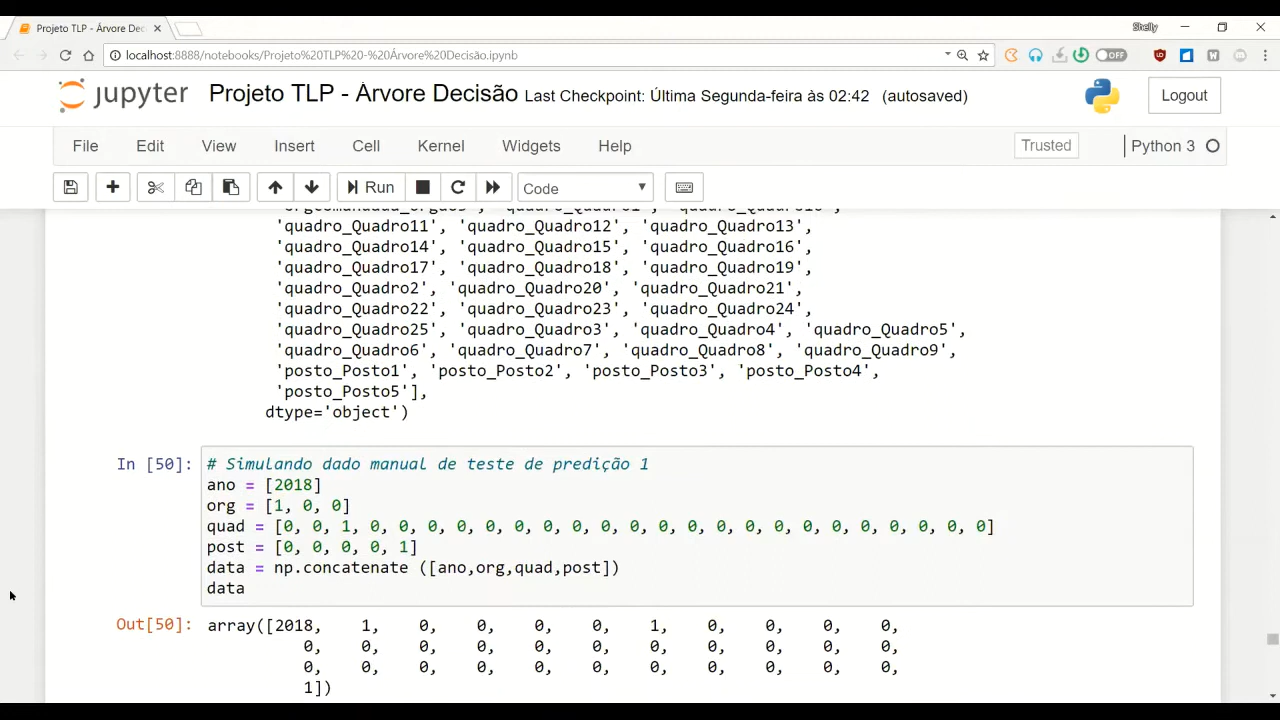 Projeto TLP - Árvore Dec
Shelly
localhost:8888/notebooks/Projeto%20TLP%20-%20Árvore%20Decisão.ipynb
OFF
jupyter Projeto TLP - Árvore Decisão Last Checkpoint: Última Segunda-feira às 02:42 (autosaved)
Logout
File Edit View Insert Cell Kernel Widgets Help
Trusted
Python 3
Run
Code
'quadro_Quadro11', 'quadro_Quadro12', 'quadro_Quadro13',
'quadro_Quadro14', 'quadro_Quadro15', 'quadro_Quadro16',
'quadro_Quadro17', 'quadro_Quadro18', 'quadro_Quadro19',
'quadro_Quadro2', 'quadro_Quadro20', 'quadro_Quadro21',
'quadro_Quadro22', 'quadro_Quadro23', 'quadro_Quadro24',
'quadro_Quadro25', 'quadro_Quadro3', 'quadro_Quadro4', 'quadro_Quadro5',
'quadro_Quadro6', 'quadro_Quadro7', 'quadro_Quadro8', 'quadro_Quadro9',
'posto_Posto1', 'posto_Posto2', 'posto_Posto3', 'posto_Posto4',
'posto_Posto5'],
dtype='object')
In [50]: # Simulando dado manual de teste de predição 1
ano = [2018]
org = [1, 0, 0]
quad = [0, 0, 1, 0, 0, 0, 0, 0, 0, 0, 0, 0, 0, 0, 0, 0, 0, 0, 0, 0, 0, 0, 0, 0, 0]
post = [0, 0, 0, 0, 1]
data = np.concatenate ([ano,org,quad,post])
data
Out[50]: array([2018, 1, 0, 0, 0, 0, 1, 0, 0, 0, 0,
0, 0, 0, 0, 0, 0, 0, 0, 0, 0, 0,
0, 0, 0, 0, 0, 0, 0, 0, 0, 0, 0,
1])